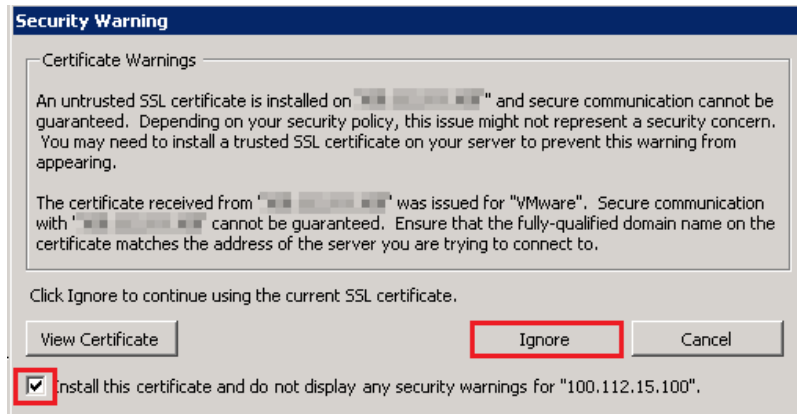 Security Warning
Certificate Warnings
An untrusted SSL certificate is installed on " and secure communication cannot be
guaranteed. Depending on your security policy, this issue might not represent a security concern.
You may need to install a trusted SSL certificate on your server to prevent this warning from
appearing.
The certificate received from ' ' was issued for "VMware". Secure communication
with ' ' cannot be guaranteed. Ensure that the fully-qualified domain name on the
certificate matches the address of the server you are trying to connect to.
Click Ignore to continue using the current SSL certificate.
View Certificate Ignore Cancel
Install this certificate and do not display any security warnings for "100.112.15.100".